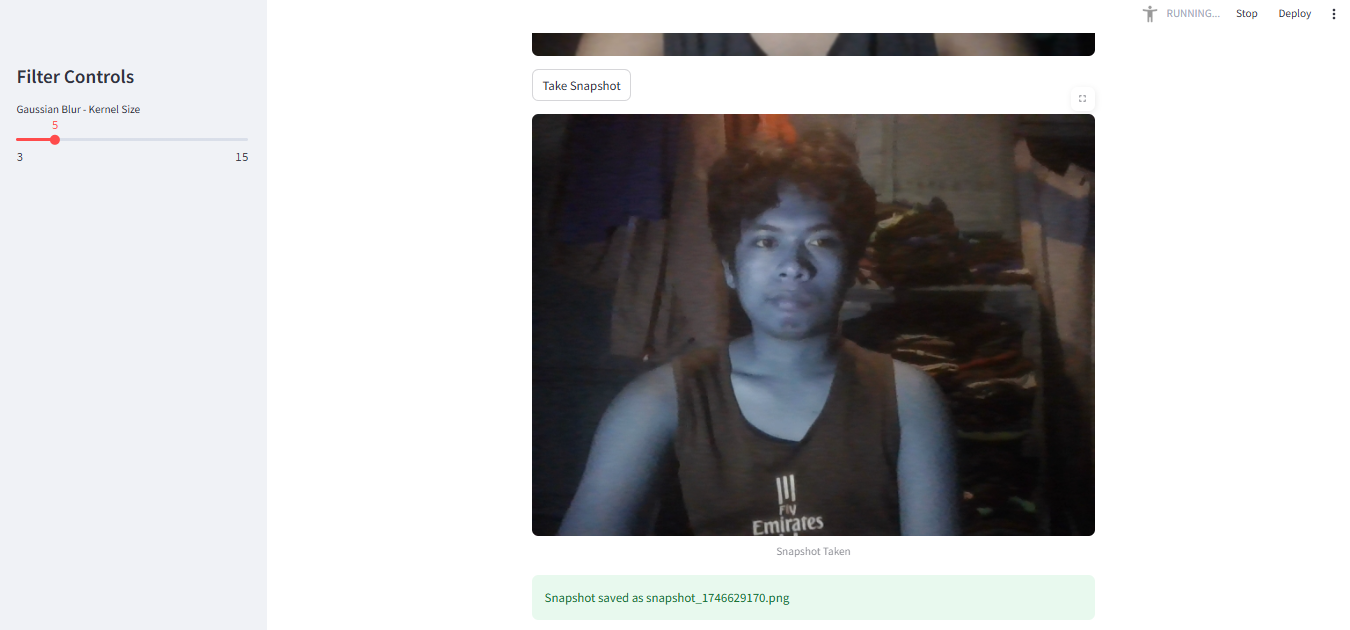 RUNNING...
Stop
Deploy
Filter Controls
Gaussian Blur - Kernel Size
5
3
15
Take Snapshot
Emirates
Snapshot Taken
Snapshot saved as snapshot_1746629170.png